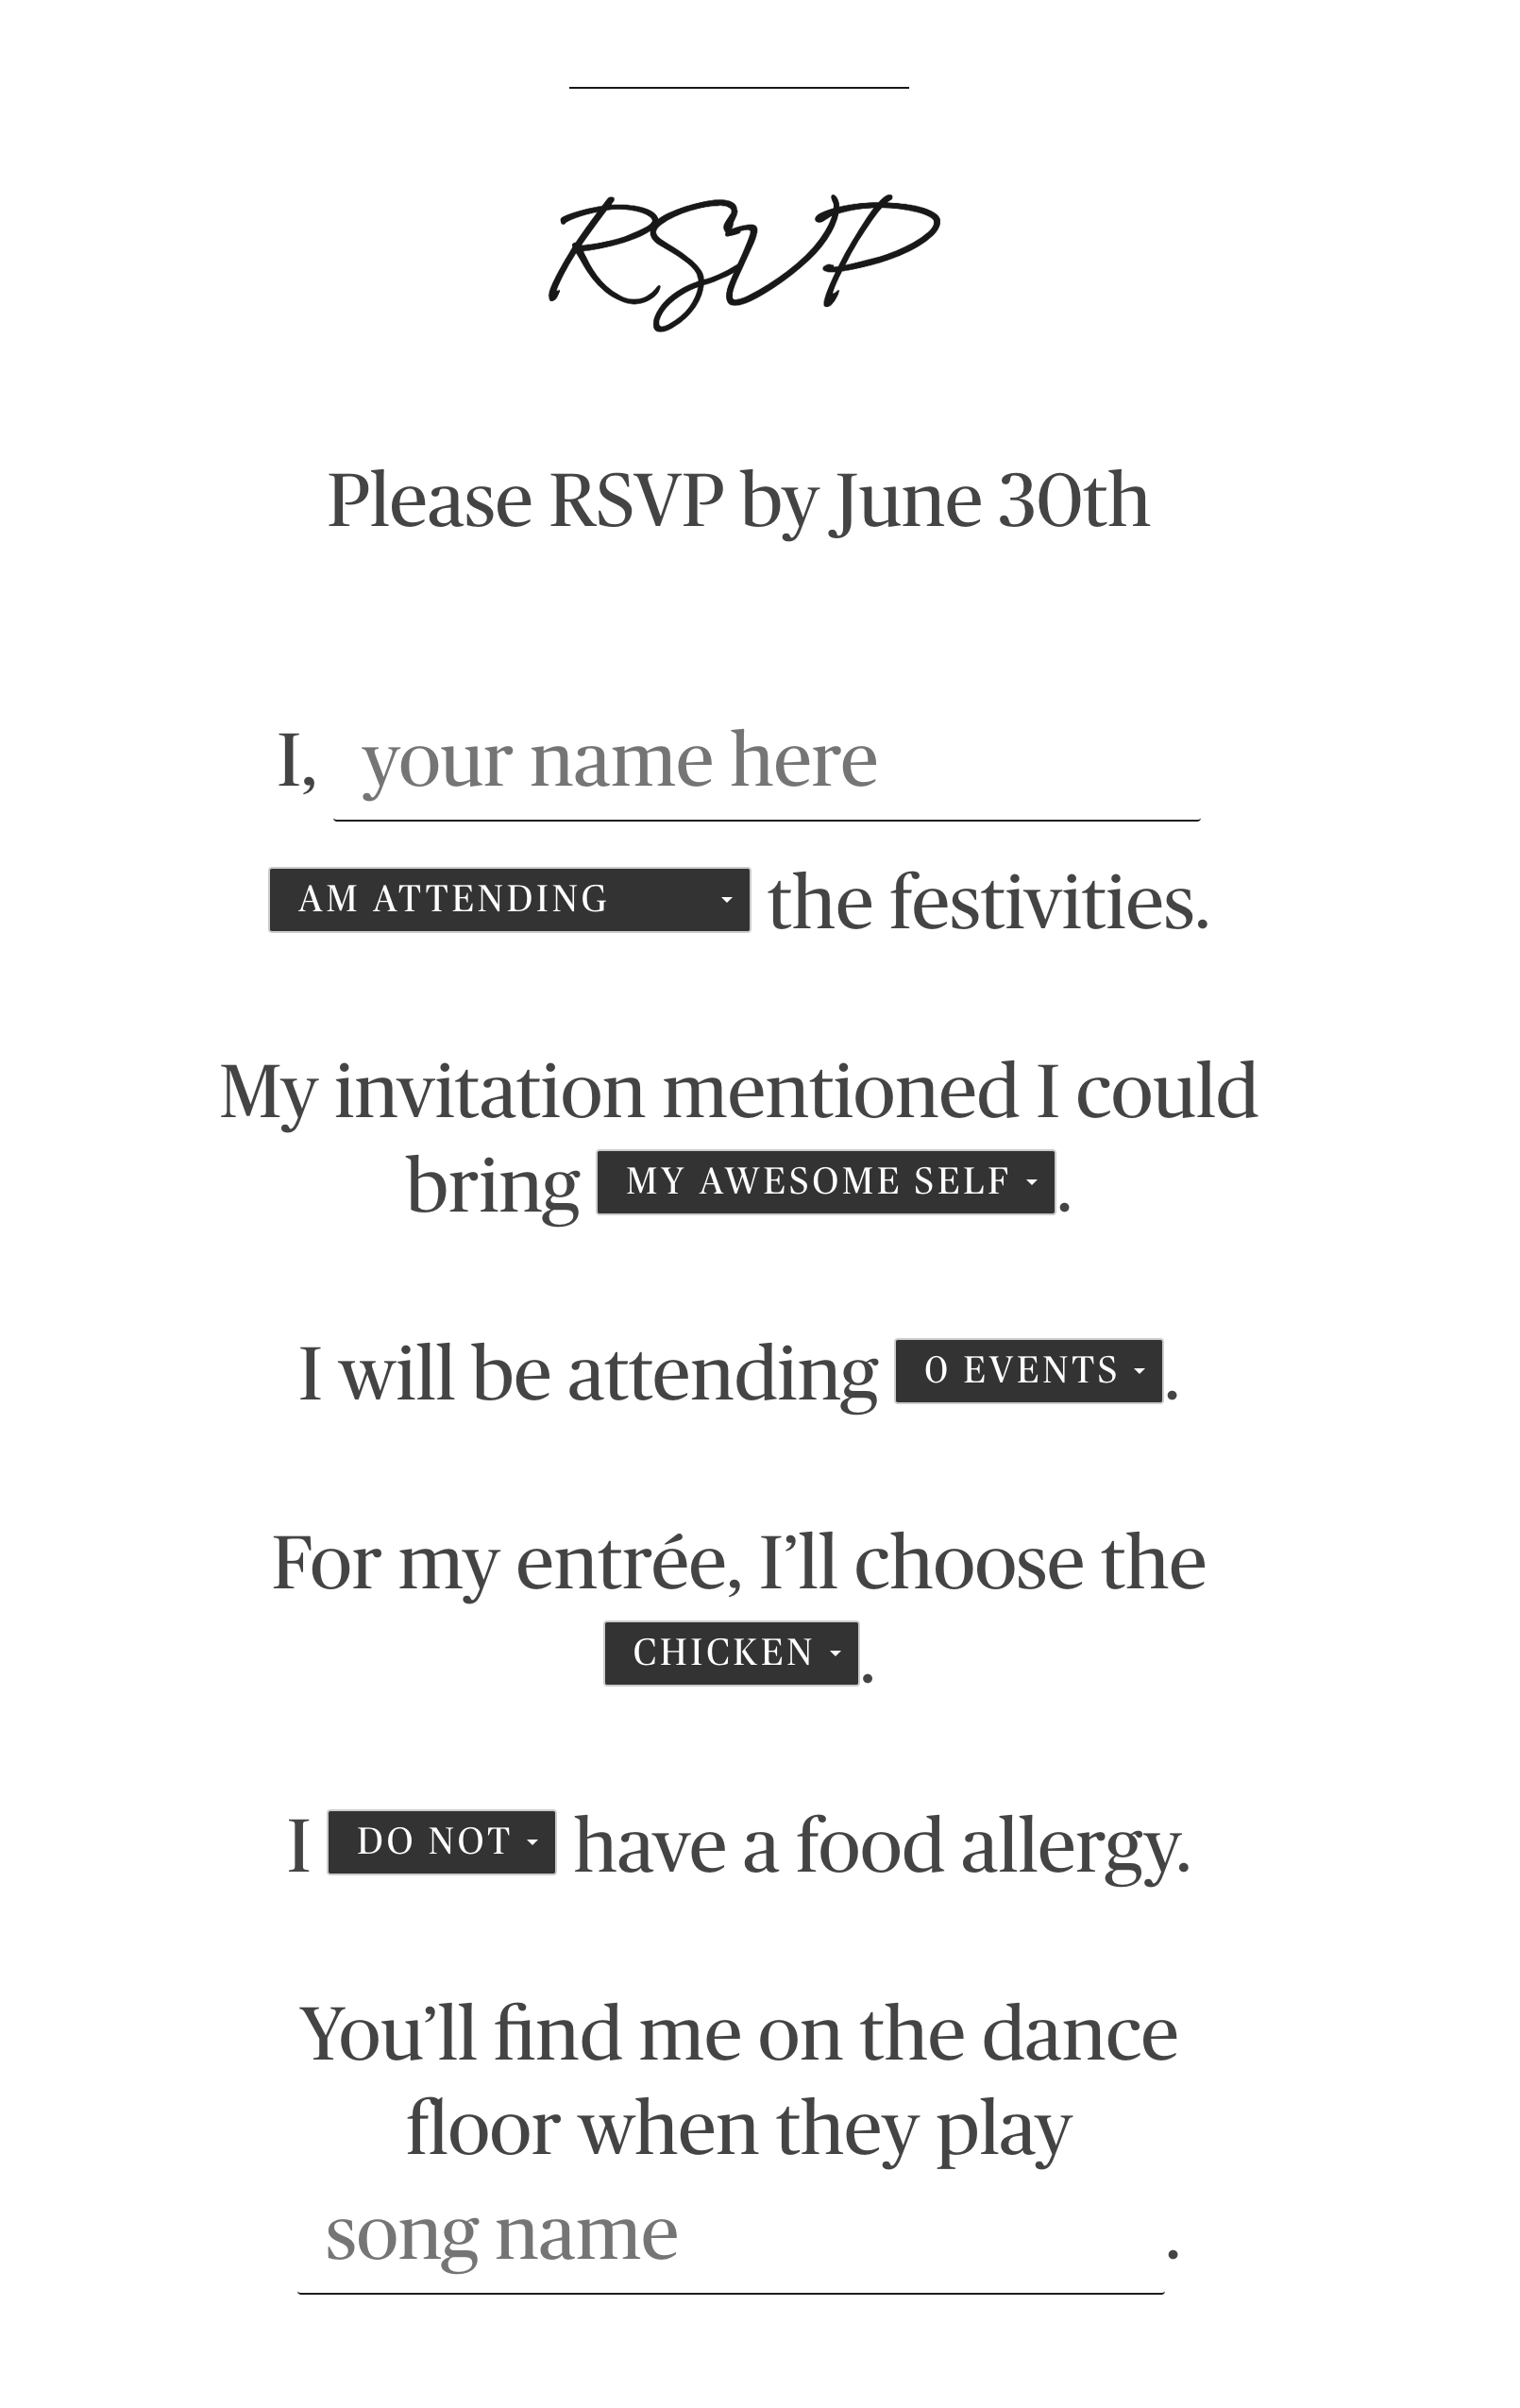 RSVP
Please RSVP by June 30th
I, your name here
AM ATTENDING the festivities.
My invitation mentioned I could
bring MY AWESOME SELF .
I will be attending 0 EVENTS .
For my entrée, I’ll choose the
CHICKEN .
I DO NOT have a food allergy.
You’ll find me on the dance
floor when they play
song name .